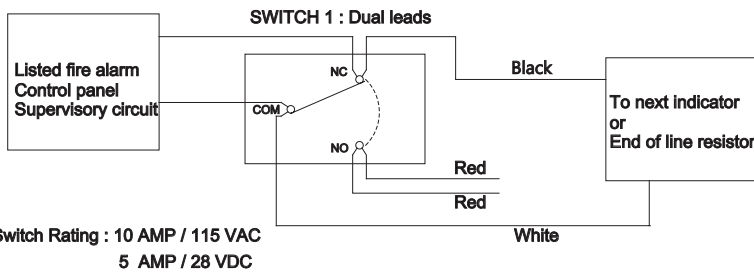 SWITCH 1 : Dual leads
Listed fire alarm
Control panel
Supervisory circuit
NC
COM
NO
Black
To next indicator
or
End of line resistor
Red
Red
White
Switch Rating : 10 AMP / 115 VAC
5 AMP / 28 VDC